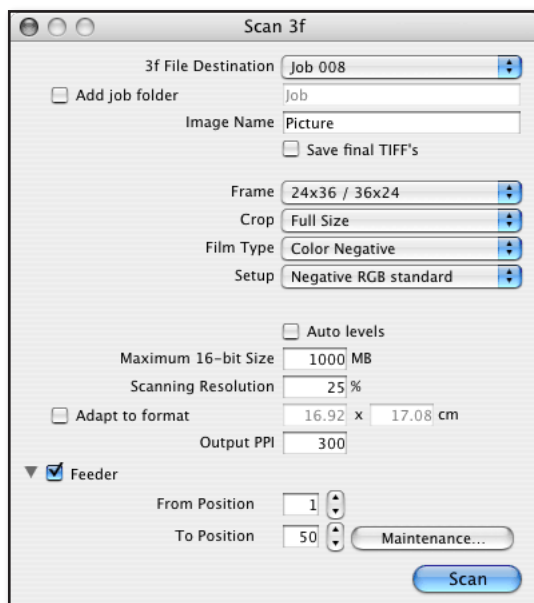 Scan 3f
3f File Destination Job 008
Add job folder Job
Image Name Picture
Save final TIFF's
Frame 24x36 / 36x24
Crop Full Size
Film Type Color Negative
Setup Negative RGB standard
Auto levels
Maximum 16-bit Size 1000 MB
Scanning Resolution 25 %
Adapt to format 16.92 x 17.08 cm
Output PPI 300
Feeder
From Position 1
To Position 50 Maintenance...
Scan